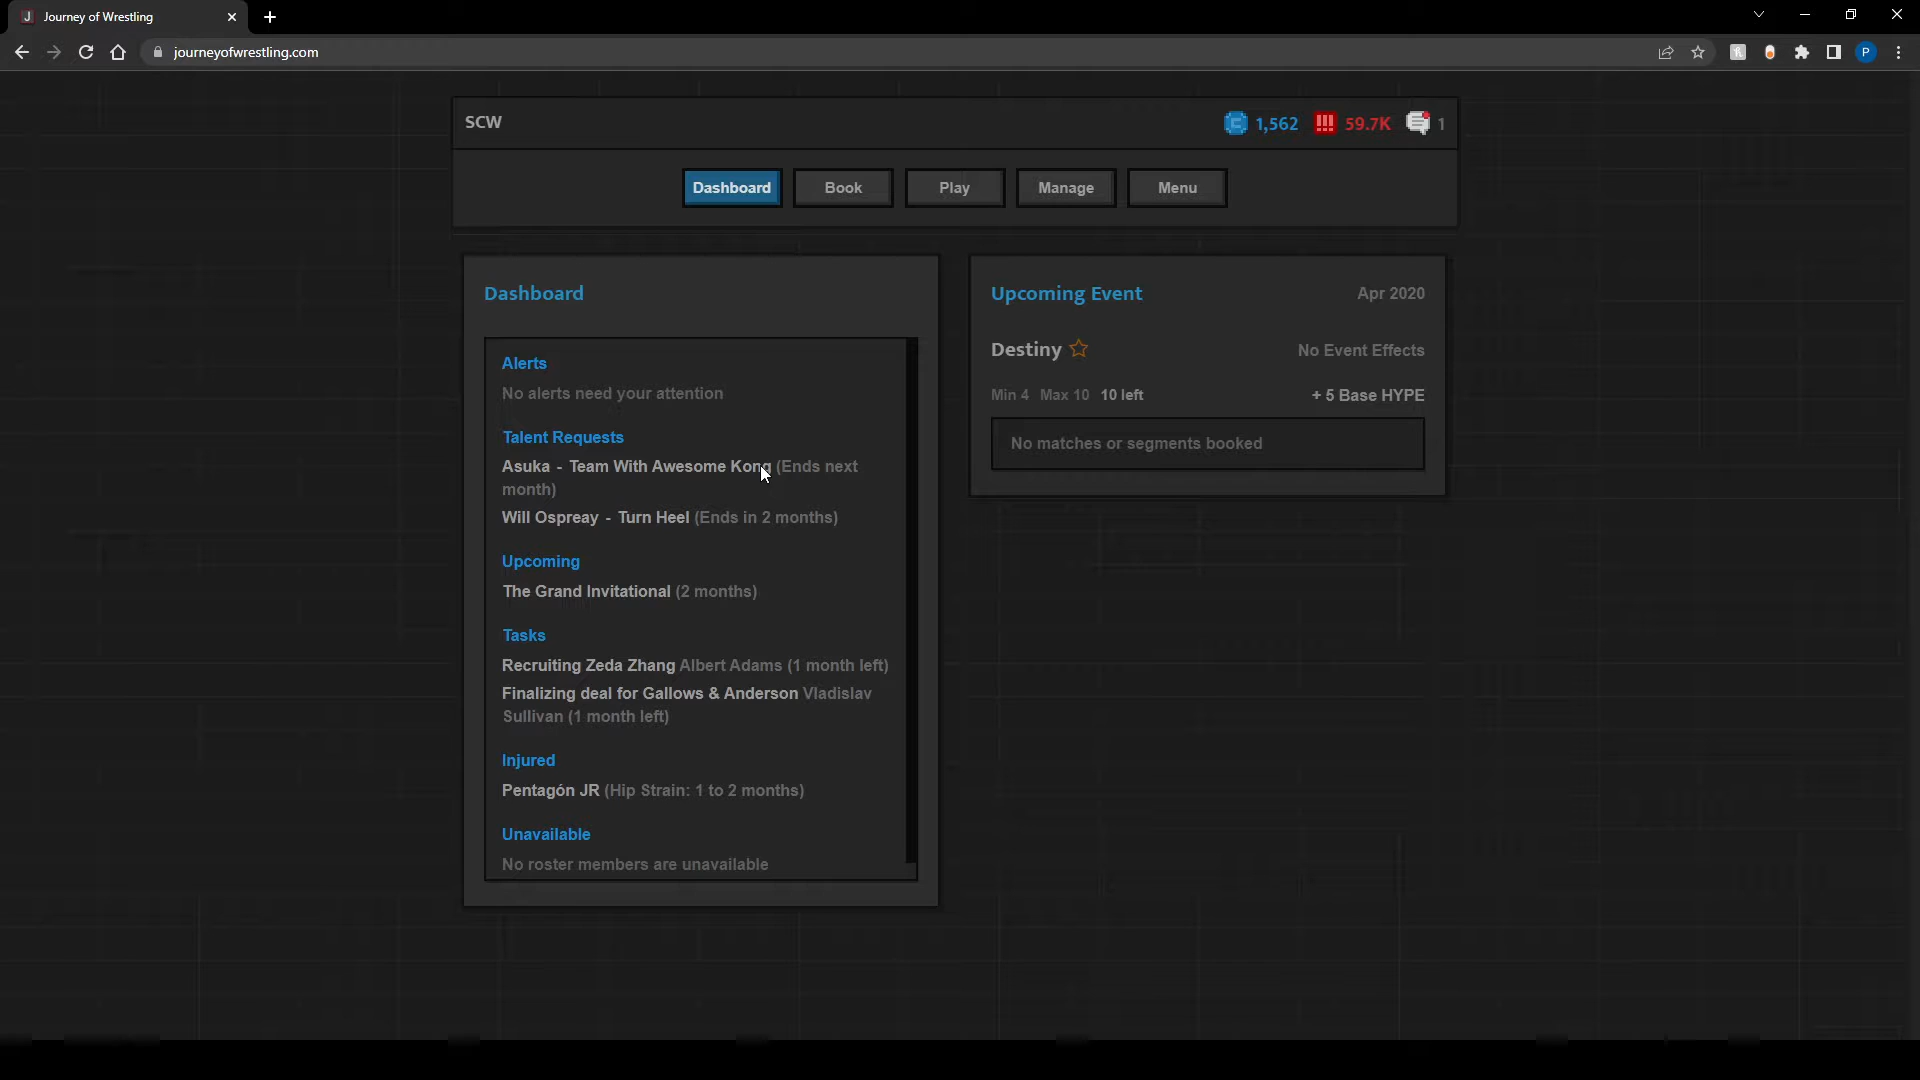 Journey of Wrestling
journeyofwrestling.com
P
SCW
1,562
59.7K
1
Dashboard
Book
Play
Manage
Menu
Dashboard
Alerts
No alerts need your attention
Talent Requests
Asuka - Team With Awesome Kong (Ends next
month)
Will Ospreay - Turn Heel (Ends in 2 months)
Upcoming
The Grand Invitational (2 months)
Tasks
Recruiting Zeda Zhang Albert Adams (1 month left)
Finalizing deal for Gallows & Anderson Vladislav
Sullivan (1 month left)
Injured
Pentagón JR (Hip Strain: 1 to 2 months)
Unavailable
No roster members are unavailable
Upcoming Event Apr 2020
Destiny No Event Effects
Min 4 Max 10 10 left + 5 Base HYPE
No matches or segments booked